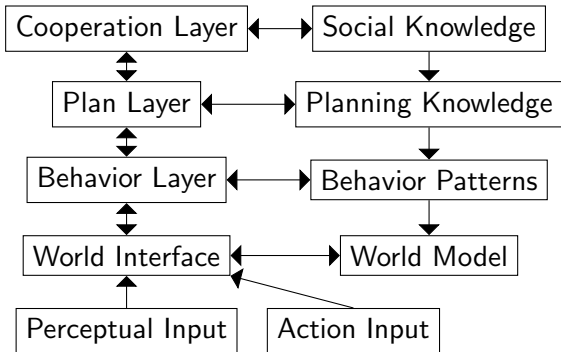 Cooperation Layer
Social Knowledge
Plan Layer
Planning Knowledge
Behavior Layer
Behavior Patterns
World Interface
World Model
Perceptual Input
Action Input